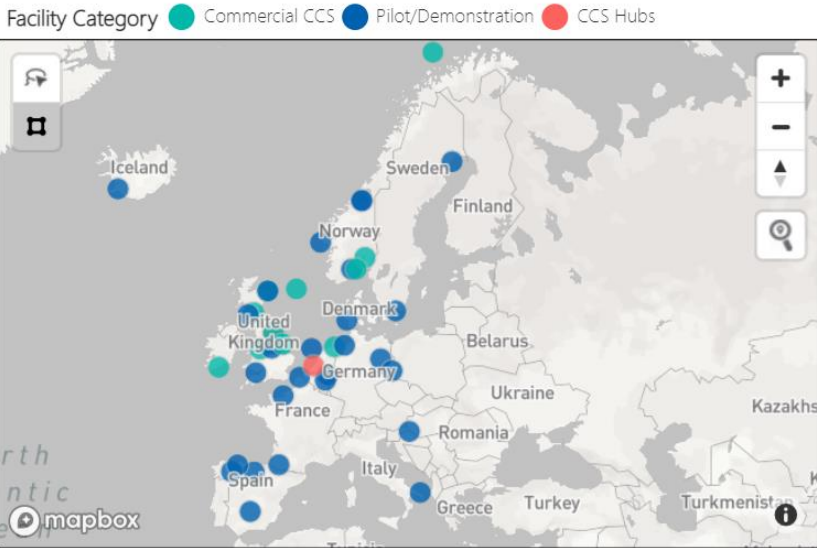 Facility Category Commercial CCS Pilot/Demonstration CCS Hubs
Iceland
Sweden
Finland
Norway
Denmark
United
Kingdom
Belarus
Germany
Ukraine
France
Kazakhs
Romania
rth
Italy
Spain
ntic
Greece
Turkey
Turkmenist
mapbox